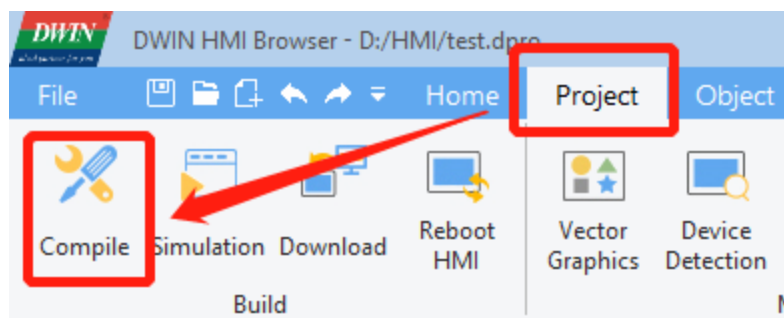 DWIN
DWIN HMI Browser - D:/HMI/test.dpro
File Home Project Object
Compile Simulation Download Reboot HMI Vector Graphics Device Detection
Build